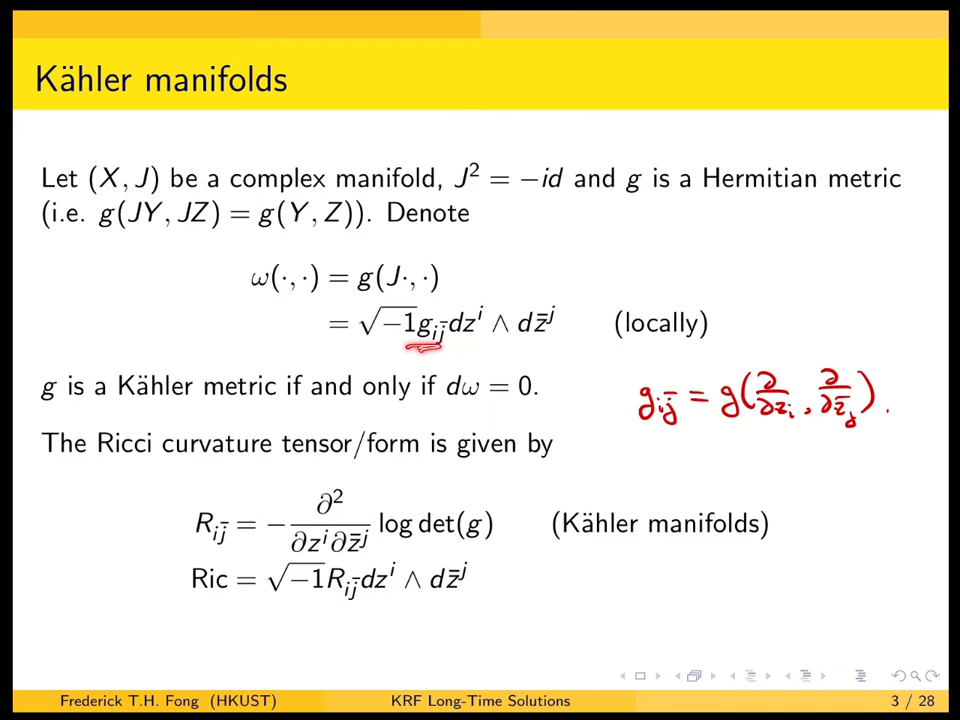 Kähler manifolds
Let (X, J) be a complex manifold, J² = −id and g is a Hermitian metric
(i.e. g(JY, JZ) = g(Y, Z)). Denote
ω(·, ·) = g(J·, ·)
= √−1 g_{i\bar{j}} dz^i ∧ d\bar{z}^j (locally)
g is a Kähler metric if and only if dω = 0.
g_{i\bar{j}} = g(∂/∂z_i, ∂/∂\bar{z}_j).
The Ricci curvature tensor/form is given by
R_{i\bar{j}} = − ∂²/∂z^i∂\bar{z}^j log det(g) (Kähler manifolds)
Ric = √−1 R_{i\bar{j}} dz^i ∧ d\bar{z}^j
Frederick T.H. Fong (HKUST) KRF Long-Time Solutions 3 / 28